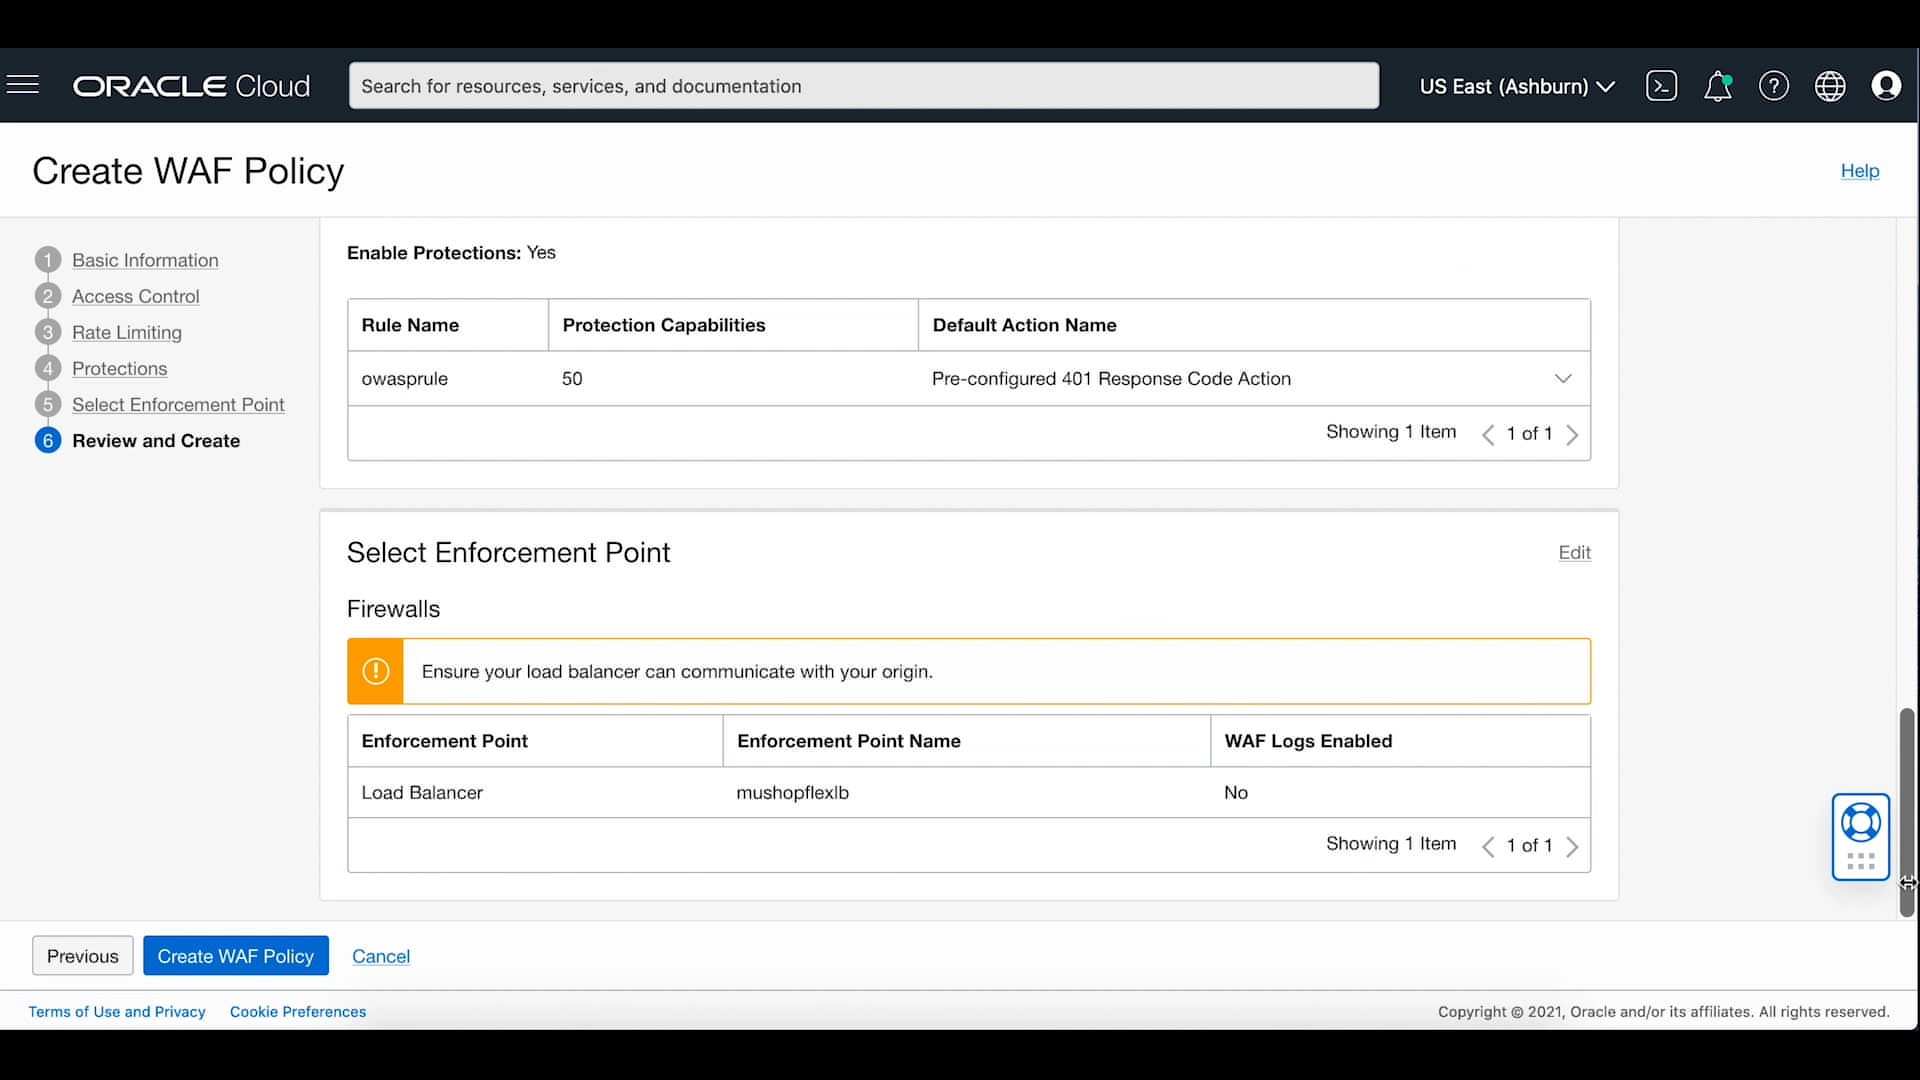 ORACLE Cloud
Search for resources, services, and documentation
US East (Ashburn)
Create WAF Policy
Help
1 Basic Information
2 Access Control
3 Rate Limiting
4 Protections
5 Select Enforcement Point
6 Review and Create
Enable Protections: Yes
Rule Name Protection Capabilities Default Action Name
owasprule 50 Pre-configured 401 Response Code Action
Showing 1 Item 1 of 1
Select Enforcement Point
Edit
Firewalls
Ensure your load balancer can communicate with your origin.
Enforcement Point Enforcement Point Name WAF Logs Enabled
Load Balancer mushopflexlb No
Showing 1 Item 1 of 1
Previous Create WAF Policy Cancel
Terms of Use and Privacy Cookie Preferences
Copyright © 2021, Oracle and/or its affiliates. All rights reserved.